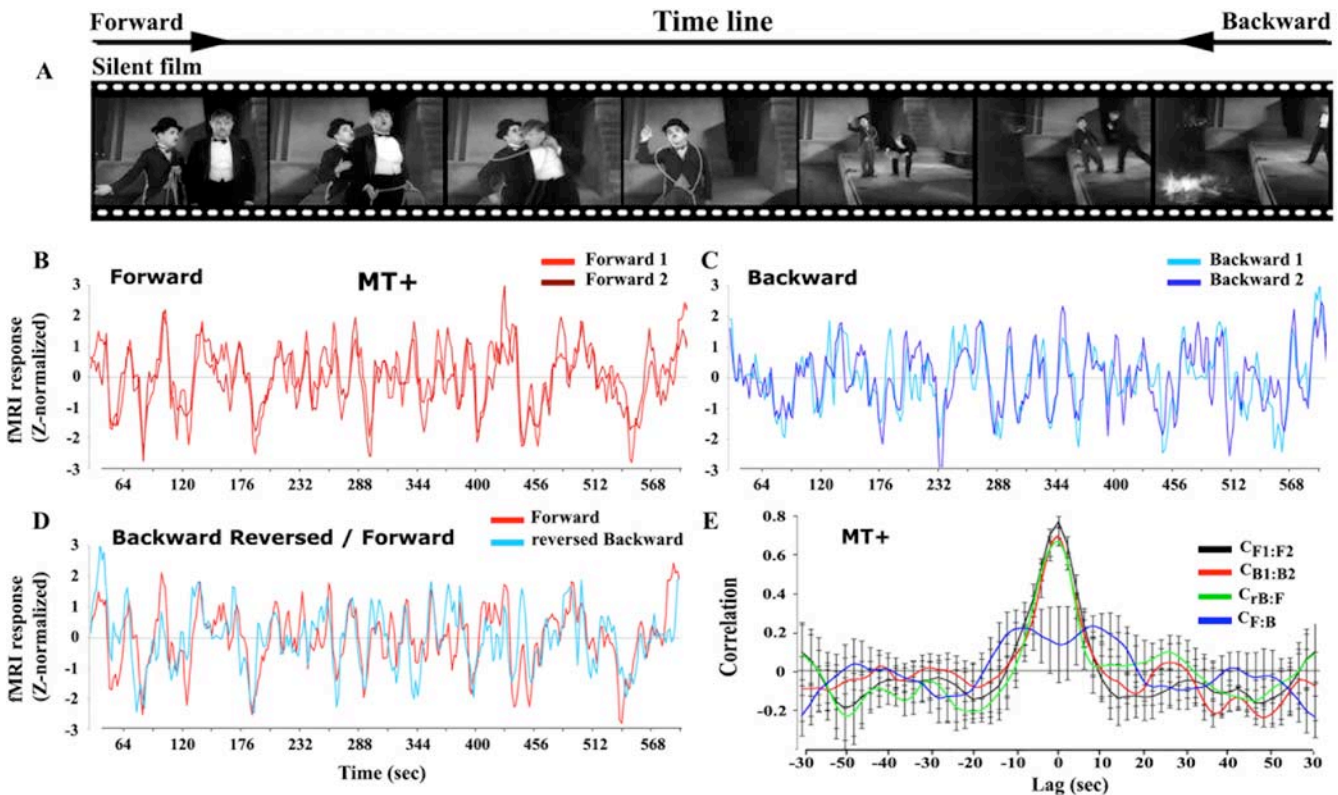 Forward
Time line
Backward
A
Silent film
B
Forward
MT+
Forward 1
Forward 2
fMRI response
(Z-normalized)
3
2
1
0
-1
-2
-3
64 120 176 232 288 344 400 456 512 568
C
Backward
Backward 1
Backward 2
3
2
1
0
-1
-2
-3
64 120 176 232 288 344 400 456 512 568
D
Backward Reversed / Forward
Forward
reversed Backward
fMRI response
(Z-normalized)
3
2
1
0
-1
-2
-3
64 120 176 232 288 344 400 456 512 568
Time (sec)
E
MT+
CF1:F2
CB1:B2
CrB:F
CF:B
Correlation
0.8
0.6
0.4
0.2
0
-0.2
-30 -50 -40 -30 -20 -10 0 10 20 30 40 50 30
Lag (sec)